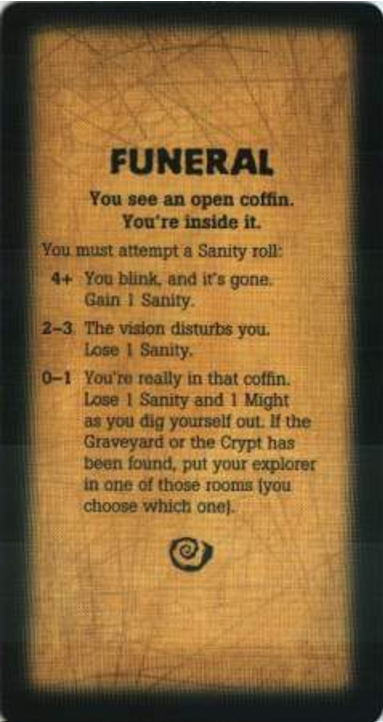 FUNERAL
You see an open coffin.
You're inside it.
You must attempt a Sanity roll:
4+ You blink, and it's gone.
Gain 1 Sanity.
2–3 The vision disturbs you.
Lose 1 Sanity.
0–1 You're really in that coffin.
Lose 1 Sanity and 1 Might
as you dig yourself out. If the
Graveyard or the Crypt has
been found, put your explorer
in one of those rooms (you
choose which one).